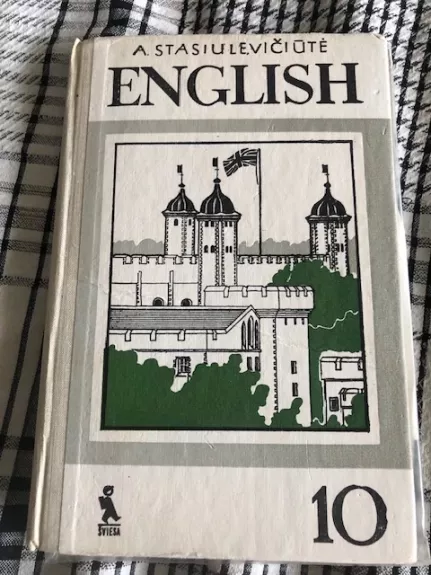 A. STASIULEVIČIŪTĖ
ENGLISH
ŠVIESA
10